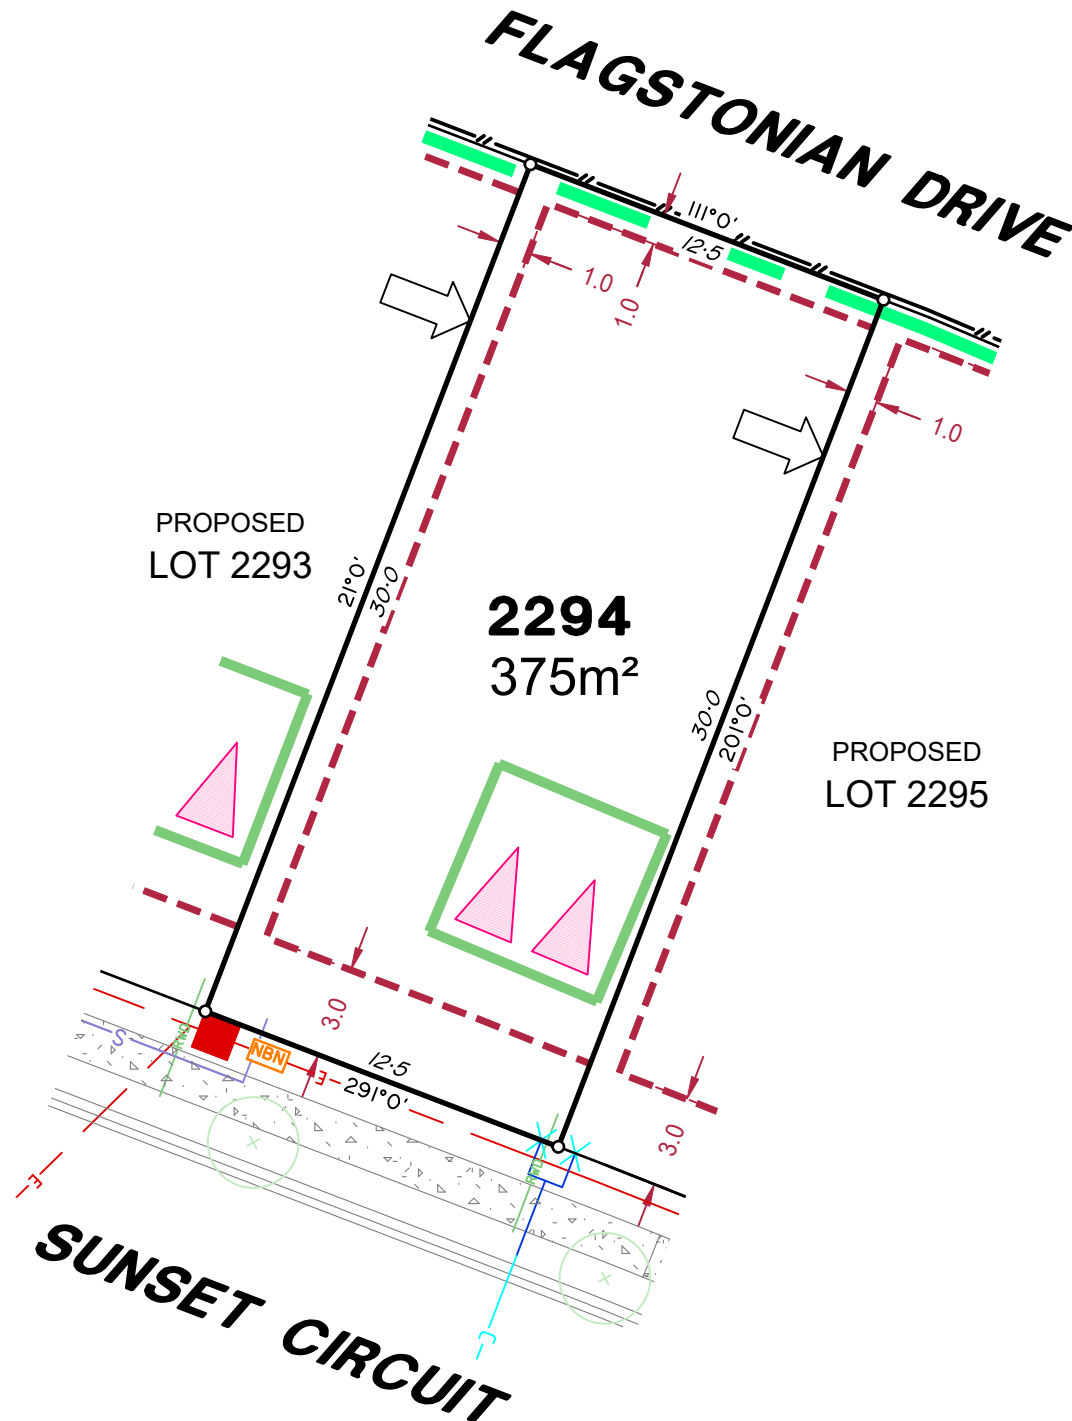 FLAGSTONIAN DRIVE
111°0'
12·5
1.0
1.0
1.0
PROPOSED
LOT 2293
21°0'
30·0
2294
375m²
30·0
201°0'
PROPOSED
LOT 2295
3.0
3.0
RWD
S
NBN
E
12·5
291°0'
RWD
E
SUNSET CIRCUIT